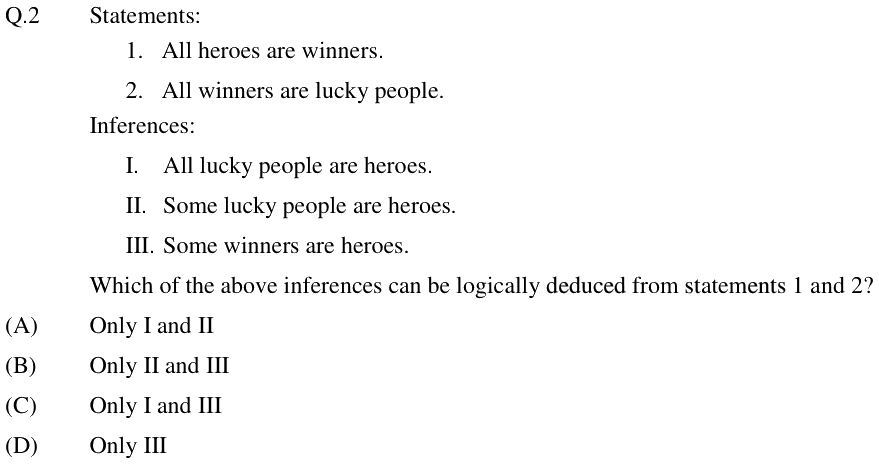 Q.2 Statements:
1. All heroes are winners.
2. All winners are lucky people.
Inferences:
I. All lucky people are heroes.
II. Some lucky people are heroes.
III. Some winners are heroes.
Which of the above inferences can be logically deduced from statements 1 and 2?
(A) Only I and II
(B) Only II and III
(C) Only I and III
(D) Only III